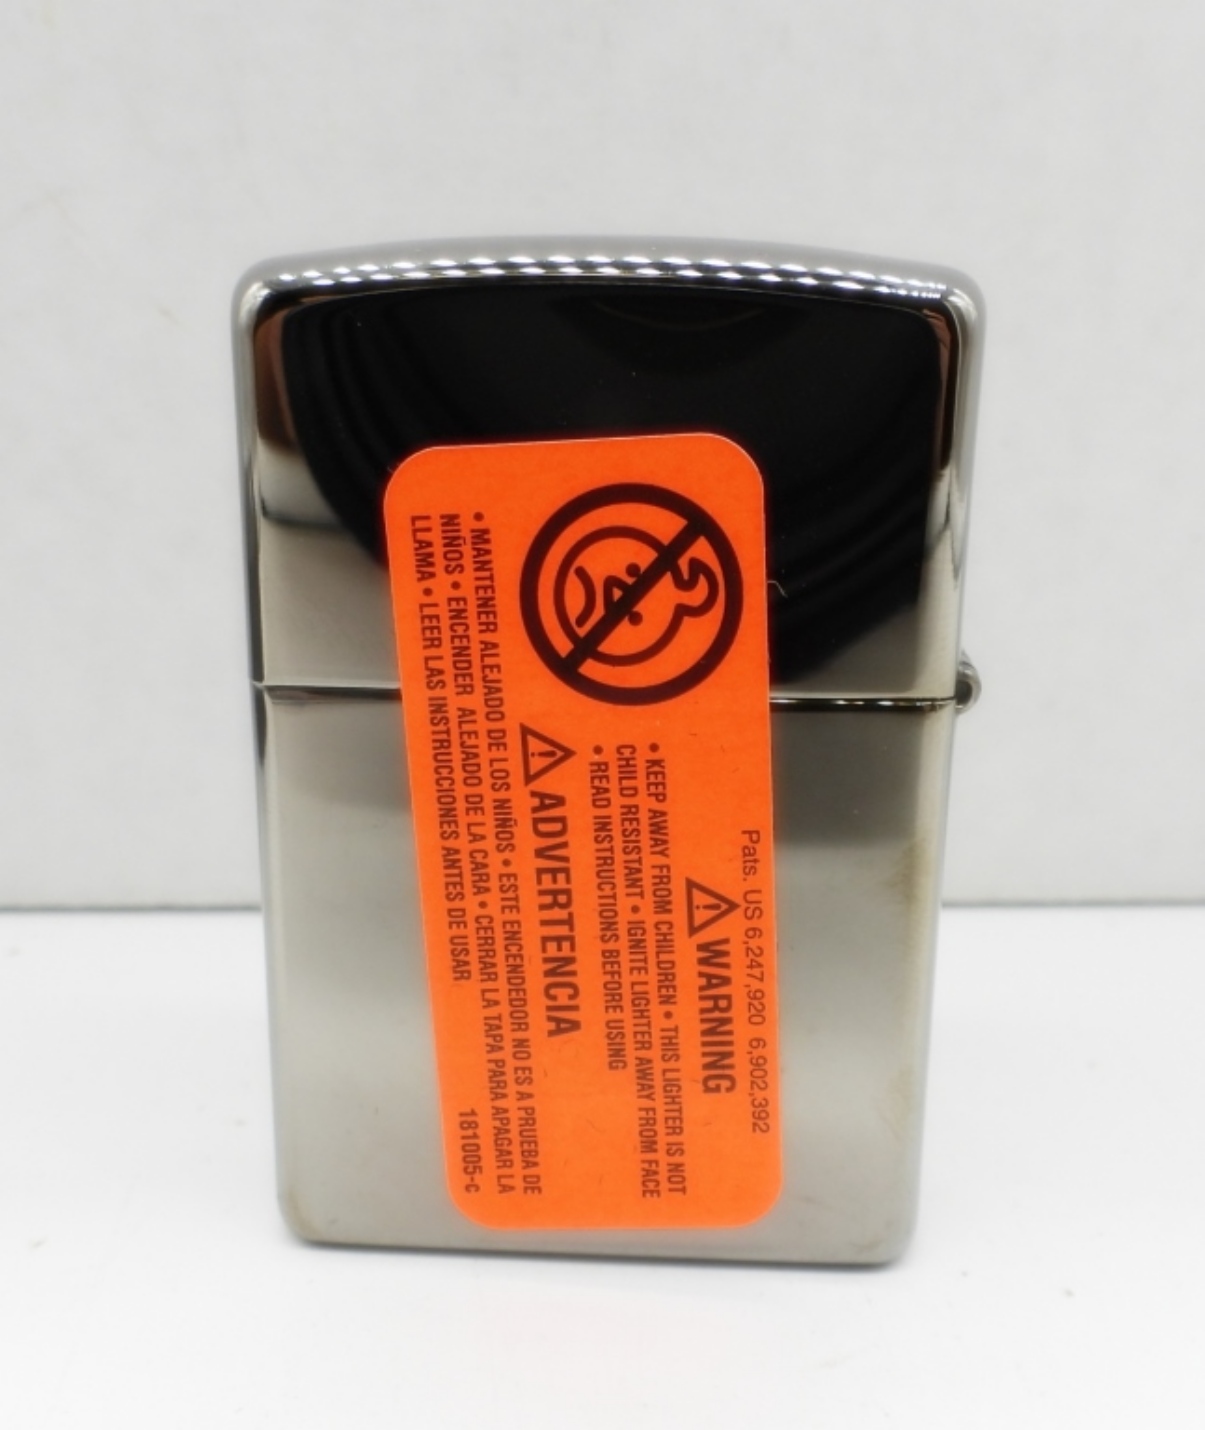 Pats. US 6,247,920 6,902,392
WARNING
• KEEP AWAY FROM CHILDREN • THIS LIGHTER IS NOT
CHILD RESISTANT • IGNITE LIGHTER AWAY FROM FACE
• READ INSTRUCTIONS BEFORE USING
ADVERTENCIA
• MANTENER ALEJADO DE LOS NIÑOS • ESTE ENCENDEDOR NO ES A PRUEBA DE
NIÑOS • ENCENDER ALEJADO DE LA CARA • CERRAR LA TAPA PARA APAGAR LA
LLAMA • LEER LAS INSTRUCCIONES ANTES DE USAR
181005-c